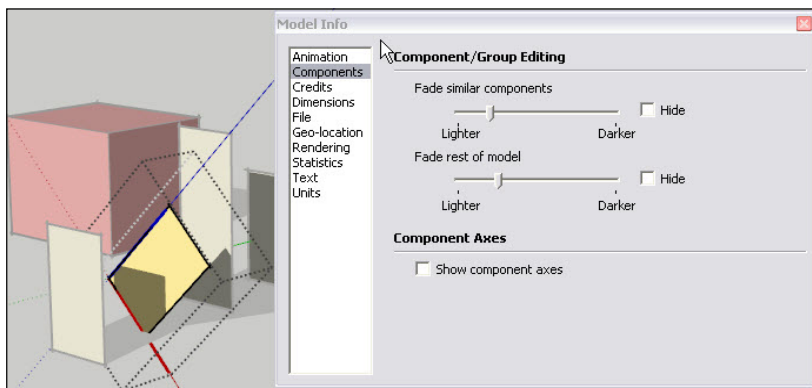 Model Info
Animation
Components
Credits
Dimensions
File
Geo-location
Rendering
Statistics
Text
Units
Component/Group Editing
Fade similar components
Hide
Lighter Darker
Fade rest of model
Hide
Lighter Darker
Component Axes
Show component axes